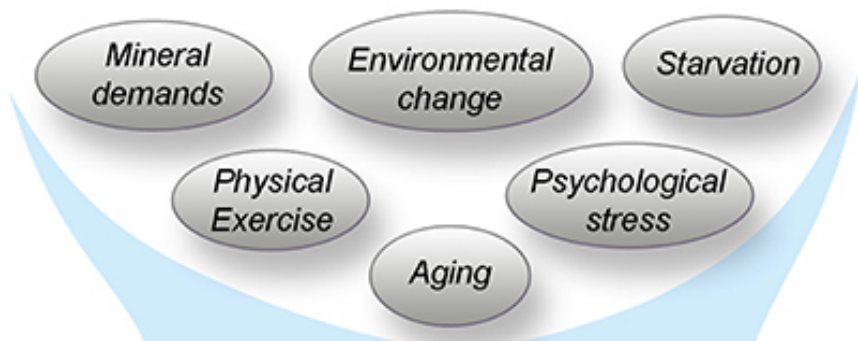 Mineral
demands
Environmental
change
Starvation
Physical
Exercise
Psychological
stress
Aging